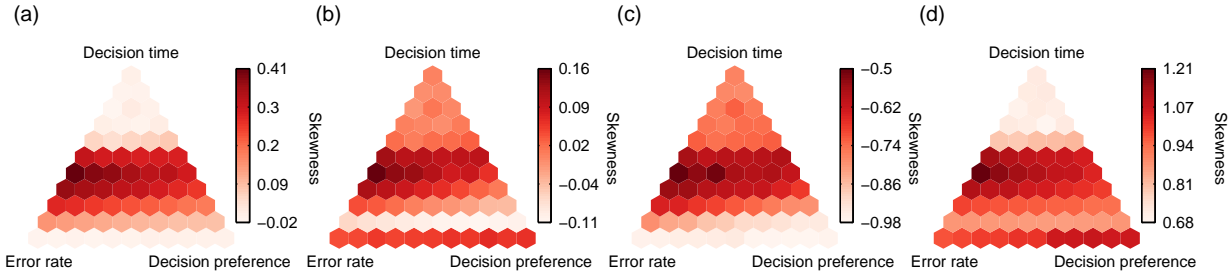 (a)
Decision time
0.41
0.3
0.2
0.09
−0.02
Skewness
Error rate
Decision preference
(b)
Decision time
0.16
0.09
0.02
−0.04
−0.11
Skewness
Error rate
Decision preference
(c)
Decision time
−0.5
−0.62
−0.74
−0.86
−0.98
Skewness
Error rate
Decision preference
(d)
Decision time
1.21
1.07
0.94
0.81
0.68
Skewness
Error rate
Decision preference